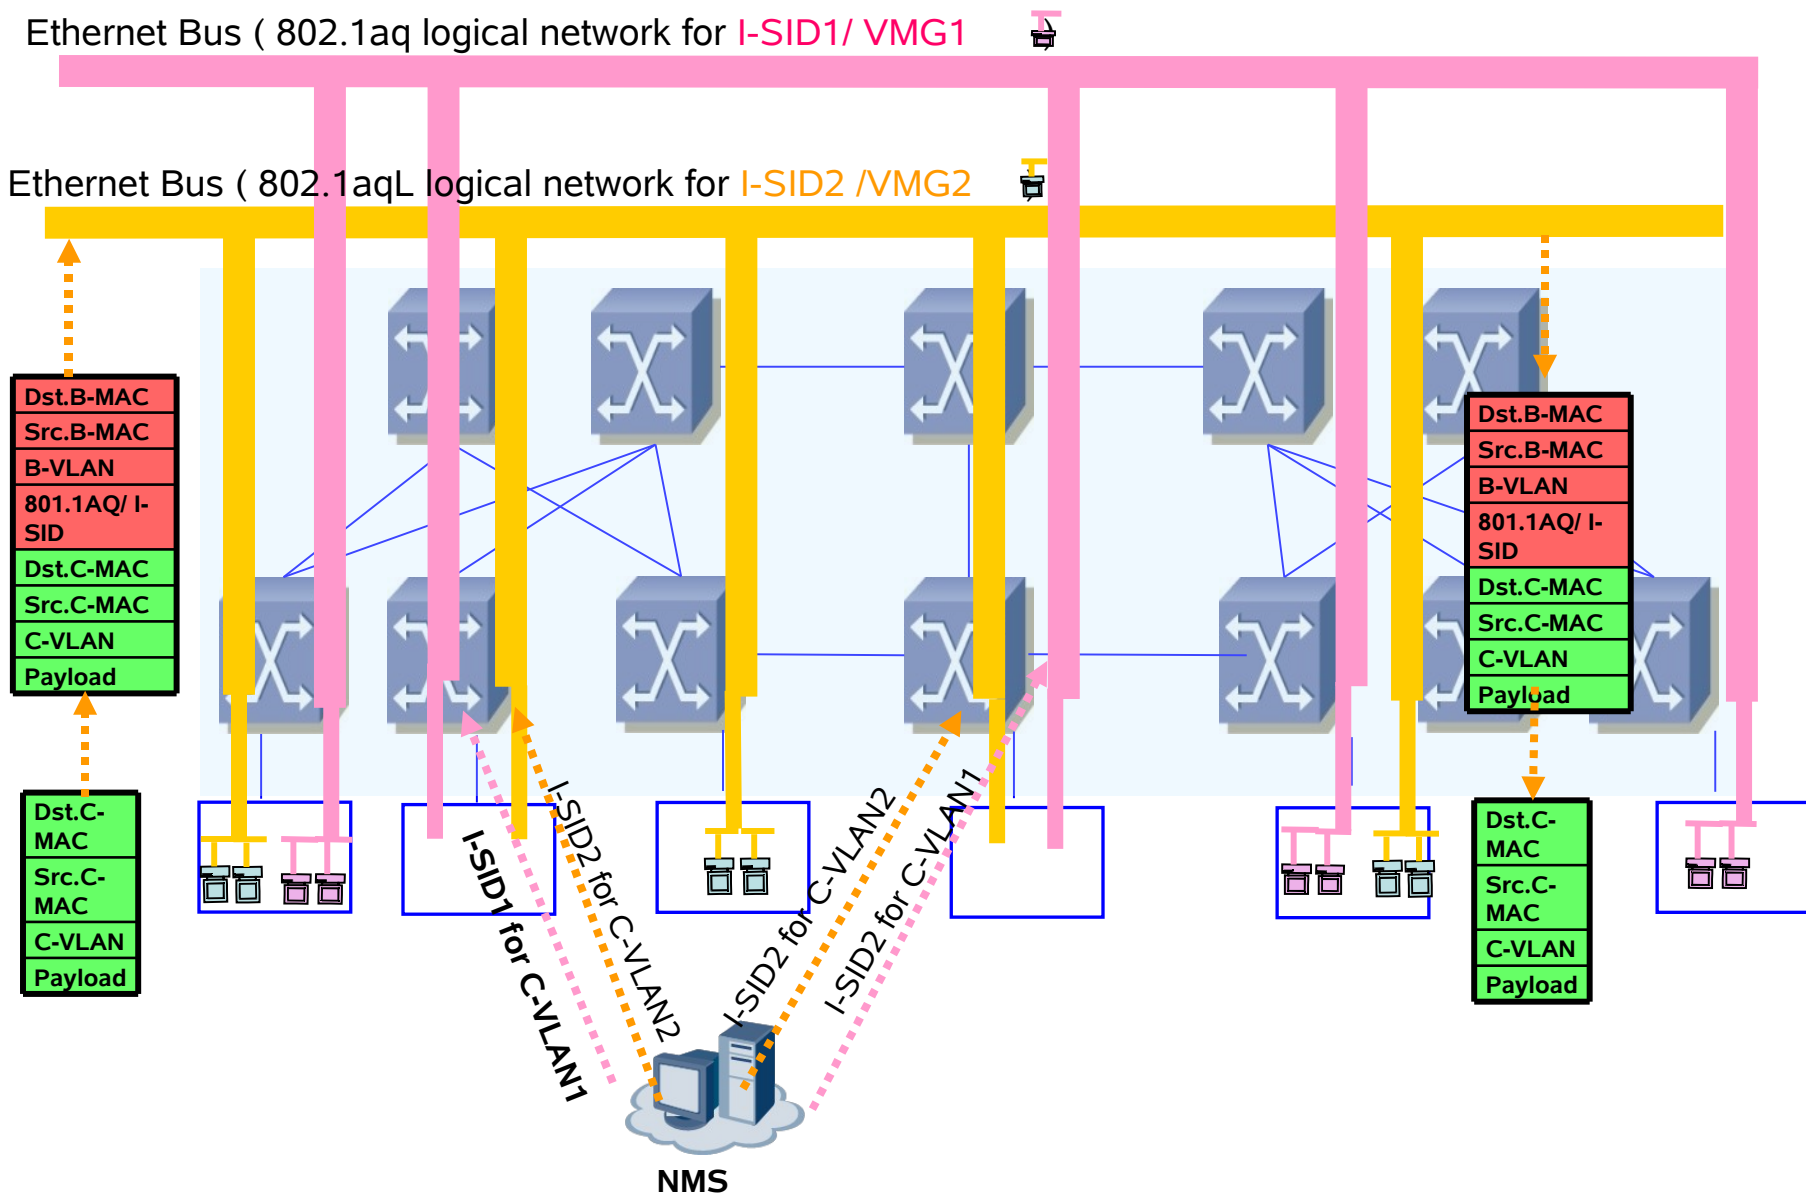 Ethernet Bus ( 802.1aq logical network for I-SID1/ VMG1 )
Ethernet Bus ( 802.1aqL logical network for I-SID2 /VMG2 )
Dst.B-MAC
Src.B-MAC
B-VLAN
801.1AQ/ I-
SID
Dst.C-MAC
Src.C-MAC
C-VLAN
Payload
Dst.B-MAC
Src.B-MAC
B-VLAN
801.1AQ/ I-
SID
Dst.C-MAC
Src.C-MAC
C-VLAN
Payload
Dst.C-
MAC
Src.C-
MAC
C-VLAN
Payload
I-SID1 for C-VLAN1
I-SID2 for C-VLAN2
I-SID2 for C-VLAN2
I-SID2 for C-VLAN1
Dst.C-
MAC
Src.C-
MAC
C-VLAN
Payload
NMS